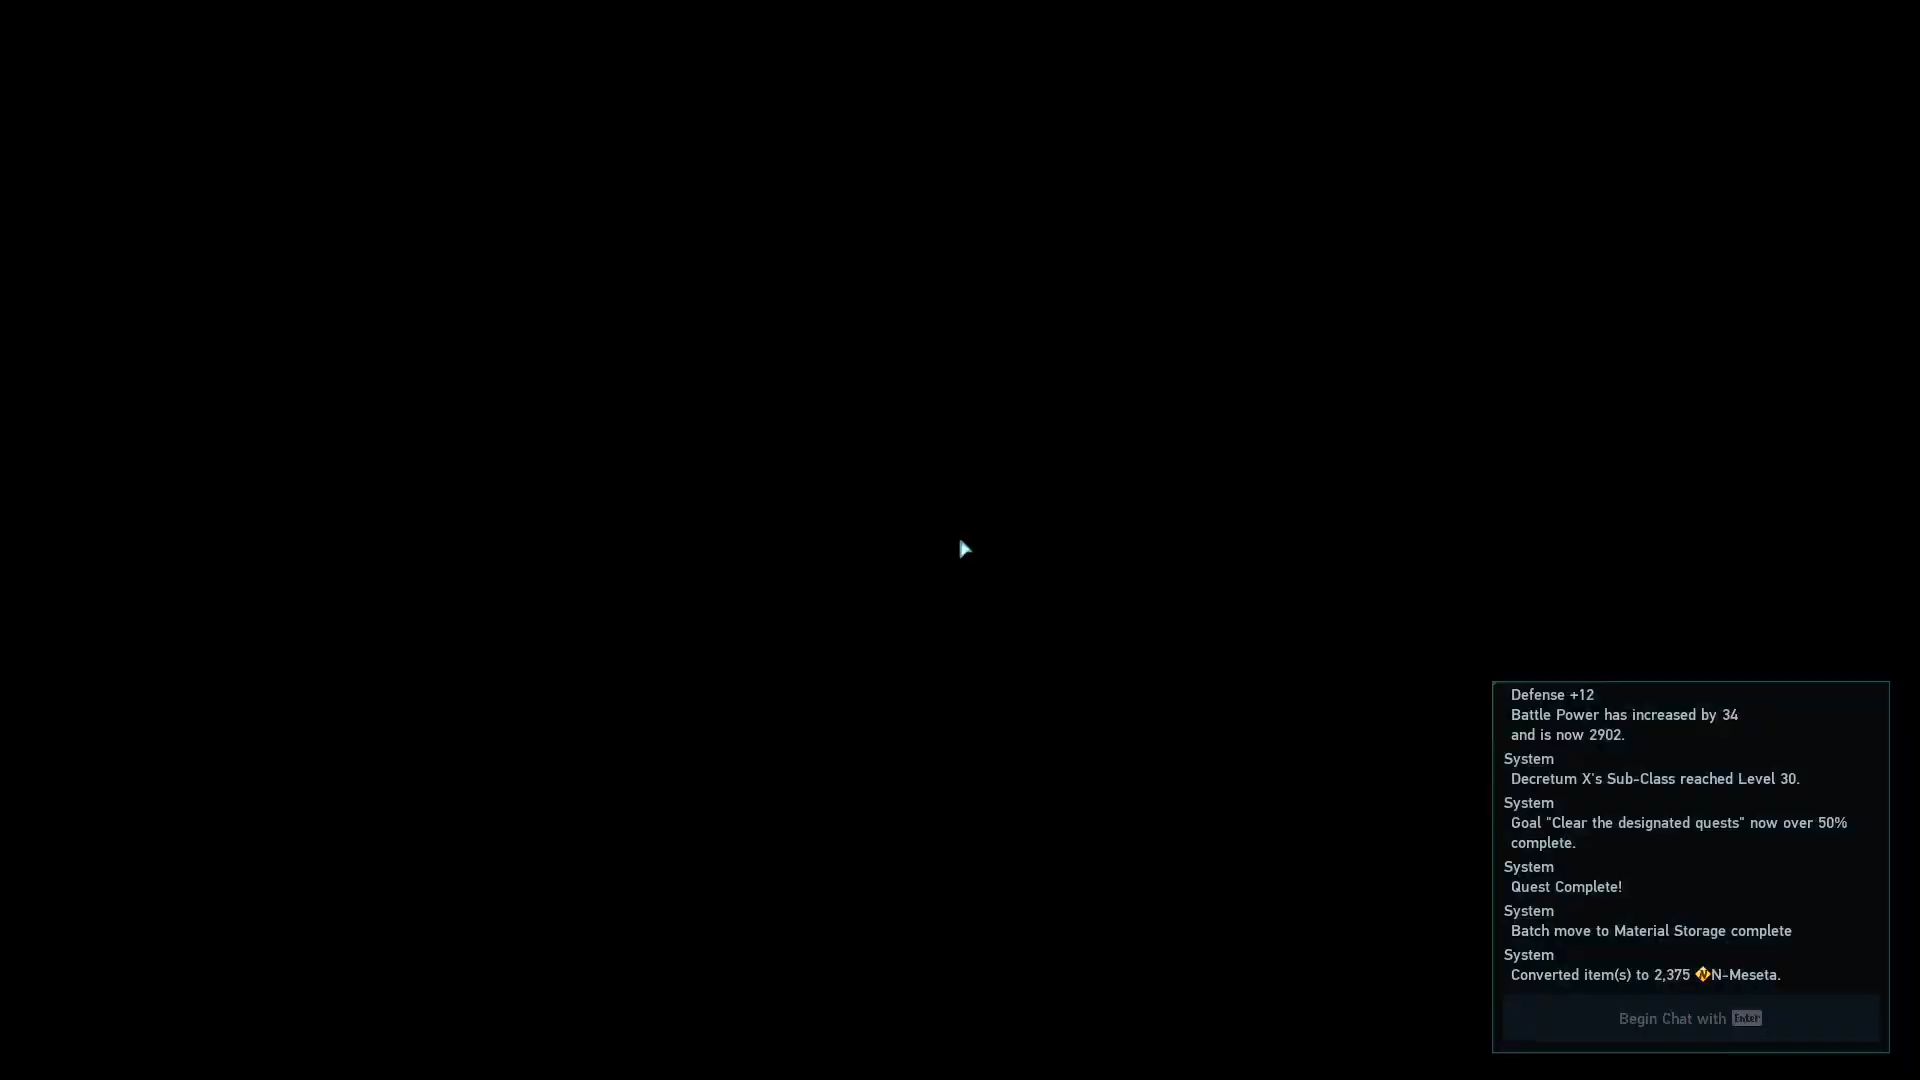 Defense +12
Battle Power has increased by 34
and is now 2902.
System
Decretum X's Sub-Class reached Level 30.
System
Goal "Clear the designated quests" now over 50%
complete.
System
Quest Complete!
System
Batch move to Material Storage complete
System
Converted item(s) to 2,375 N-Meseta.
Begin Chat with Enter